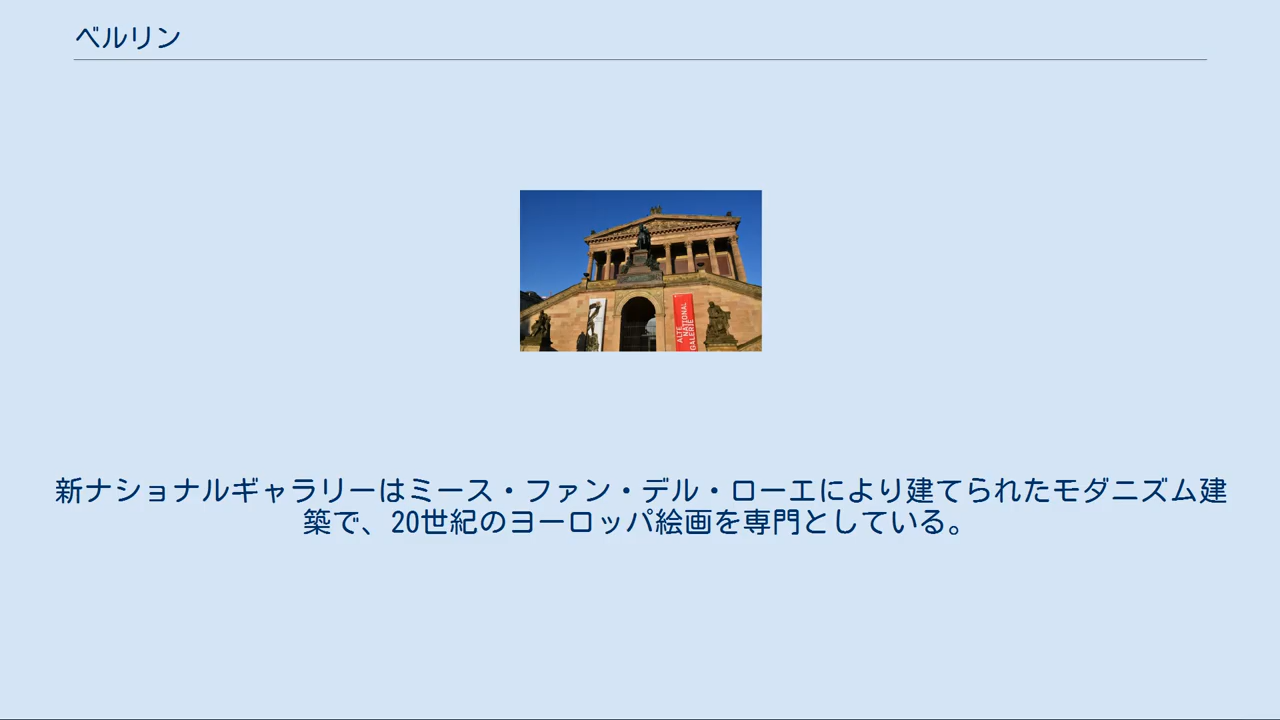 ベルリン
ALTE
NATIONAL
GALERIE
新ナショナルギャラリーはミース・ファン・デル・ローエにより建てられたモダニズム建
築で、20世紀のヨーロッパ絵画を専門としている。